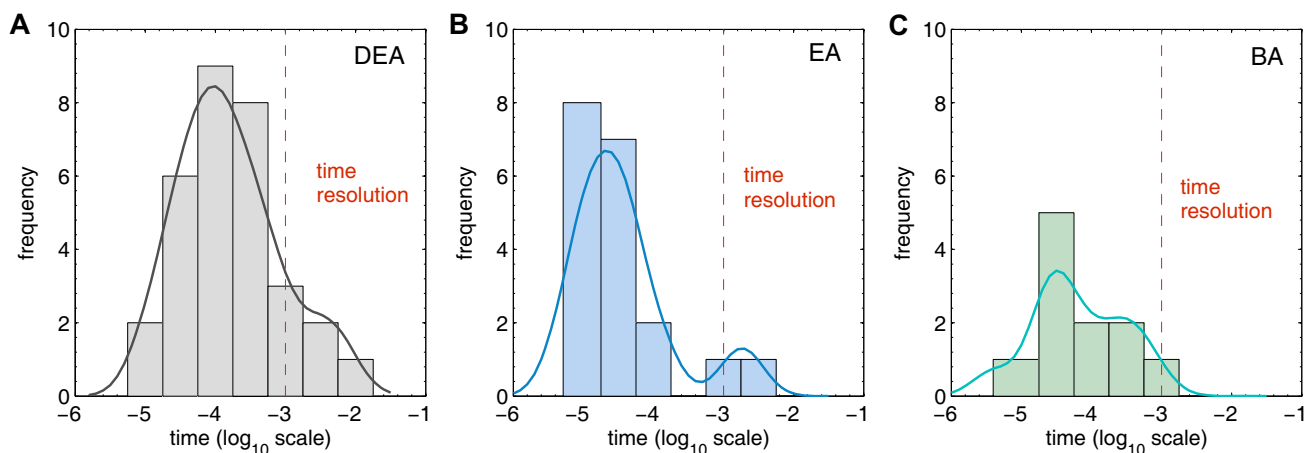 A
DEA
10
8
6
4
2
0
frequency
time
resolution
−6 −5 −4 −3 −2 −1
time (log10 scale)
B
EA
10
8
6
4
2
0
frequency
time
resolution
−6 −5 −4 −3 −2 −1
time (log10 scale)
C
BA
10
8
6
4
2
0
frequency
time
resolution
−6 −5 −4 −3 −2 −1
time (log10 scale)